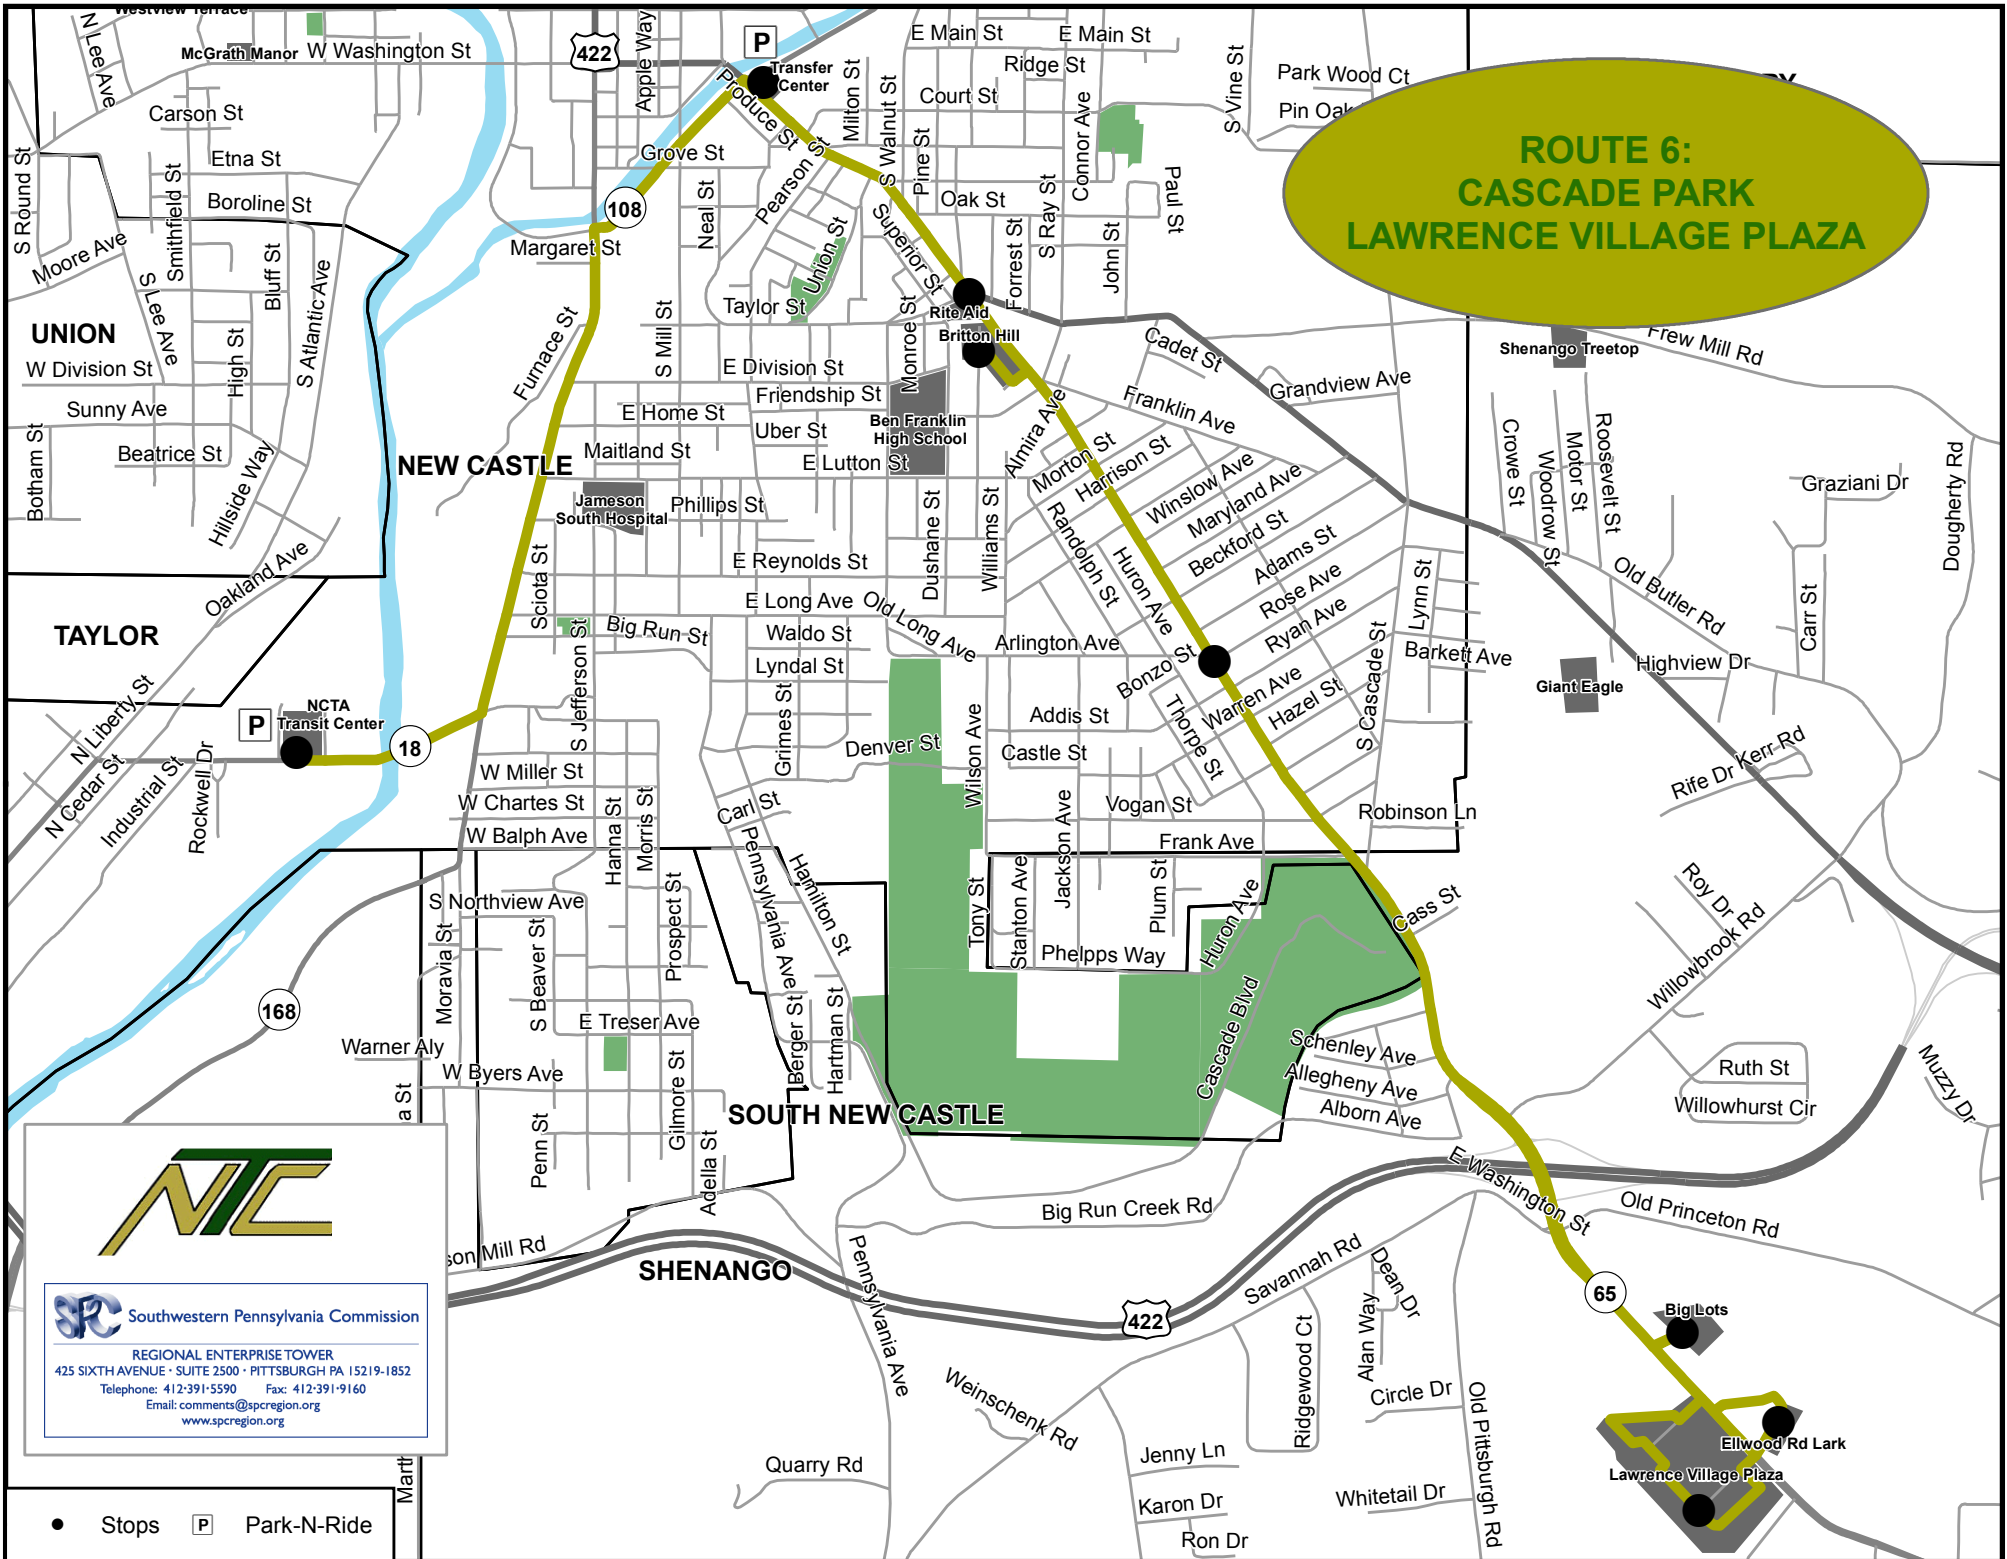 Westview Terrace
N Lee Ave
McGrath Manor
W Washington St
422
Apple Way
P
Transfer
Center
Produce St
Milton St
S Walnut St
E Main St
E Main St
Ridge St
Court St
Connor Ave
S Vine St
Park Wood Ct
Pin Oak
ROUTE 6:
CASCADE PARK
LAWRENCE VILLAGE PLAZA
Carson St
Etna St
Smithfield St
S Round St
Boroline St
Moore Ave
Grove St
108
Margaret St
Neal St
Pearson St
Union St
Pine St
Oak St
S Ray St
Paul St
Superior St
Forrest St
John St
S Lee Ave
Bluff St
S Atlantic Ave
UNION
W Division St
High St
Sunny Ave
Beatrice St
Botham St
Hillside Way
Furnace St
S Mill St
Taylor St
Monroe St
Rite Aid
Britton Hill
E Division St
Friendship St
E Home St
Uber St
Maitland St
E Lutton St
Ben Franklin
High School
Cadet St
Grandview Ave
Franklin Ave
Almira Ave
Shenango Treetop
Frew Mill Rd
Crowe St
Woodrow St
Motor St
Roosevelt St
Graziani Dr
Dougherty Rd
NEW CASTLE
Jameson
South Hospital
Phillips St
Morton St
Harrison St
Winslow Ave
Maryland Ave
Beckford St
Adams St
Rose Ave
Ryan Ave
Randolph St
Huron Ave
Dushane St
Williams St
E Reynolds St
Oakland Ave
Sciota St
E Long Ave
Old Long Ave
Arlington Ave
Bonzo St
Lynn St
Barkett Ave
Old Butler Rd
Carr St
Highview Dr
Giant Eagle
TAYLOR
Big Run St
Waldo St
Lyndal St
S Jefferson St
Grimes St
Addis St
Castle St
Thorpe St
Warren Ave
Hazel St
S Cascade St
Rife Dr
Kerr Rd
N Liberty St
P
NCTA
Transit Center
18
N Cedar St
Industrial St
Rockwell Dr
Denver St
Wilson Ave
W Miller St
W Chartes St
W Balph Ave
Hanna St
Morris St
Carl St
Jackson Ave
Vogan St
Frank Ave
Robinson Ln
Pennsylvania Ave
Hamilton St
S Northview Ave
Prospect St
Moravia St
S Beaver St
Tony St
Stanton Ave
Jackson Ave
Plum St
Phelpps Way
Huron Ave
Cass St
Roy Dr
Willowbrook Rd
168
E Treser Ave
Warner Aly
W Byers Ave
Berger St
Hartman St
Cascade Blvd
Schenley Ave
Allegheny Ave
Alborn Ave
Ruth St
Willowhurst Cir
Muzzy Dr
a St
Penn St
Gilmore St
Adella St
SOUTH NEW CASTLE
NTC
Big Run Creek Rd
E Washington St
Old Princeton Rd
son Mill Rd
SHENANGO
Pennsylvania Ave
422
Savannah Rd
Dean Dr
Alan Way
65
Big Lots
SPC Southwestern Pennsylvania Commission
REGIONAL ENTERPRISE TOWER
425 SIXTH AVENUE • SUITE 2500 • PITTSBURGH PA 15219-1852
Telephone: 412•391•5590 Fax: 412•391•9160
Email: comments@spcregion.org
www.spcregion.org
Weinschenk Rd
Ridgewood Ct
Circle Dr
Old Pittsburgh Rd
Ellwood Rd Lark
Lawrence Village Plaza
Quarry Rd
Jenny Ln
Karon Dr
Ron Dr
Whitetail Dr
Marth
Stops
P
Park-N-Ride